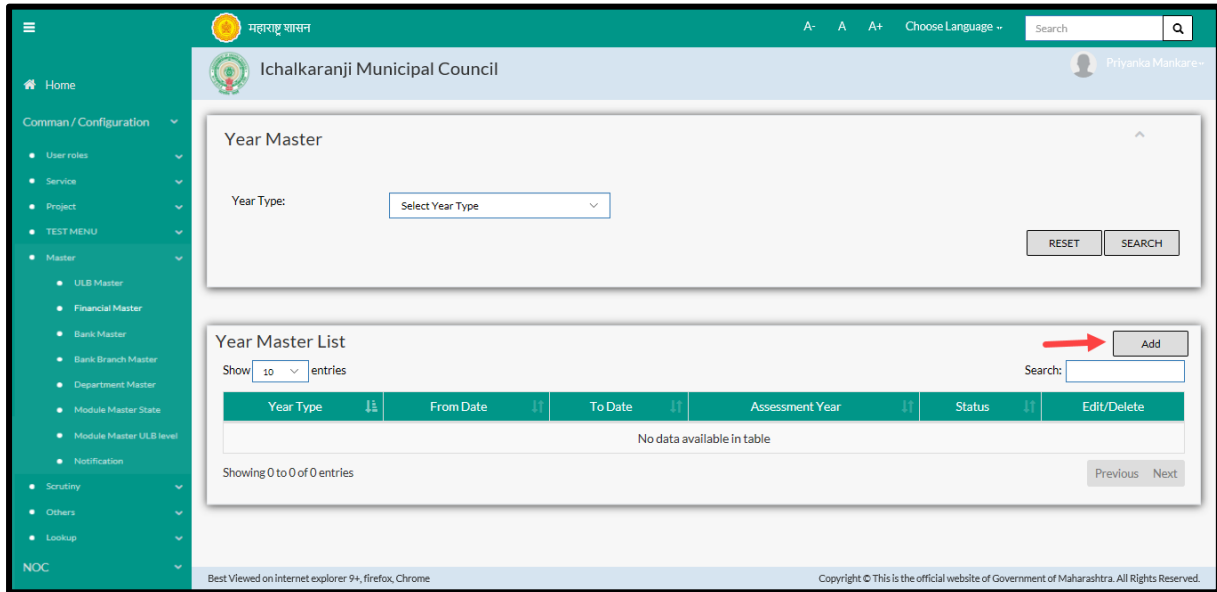 महाराष्ट्र शासन A- A A+ Choose Language Search
Ichalkaranji Municipal Council Priyanka Mankare
Home
Comman / Configuration
User roles
Service
Project
TEST MENU
Master
ULB Master
Financial Master
Bank Master
Bank Branch Master
Department Master
Module Master State
Module Master ULB level
Notification
Scrutiny
Others
Lookup
NOC
Year Master
Year Type: Select Year Type
RESET SEARCH
Year Master List Add
Show 10 entries Search:
Year Type From Date To Date Assessment Year Status Edit/Delete
No data available in table
Showing 0 to 0 of 0 entries Previous Next
Best Viewed on internet explorer 9+, firefox, Chrome Copyright © This is the official website of Government of Maharashtra. All Rights Reserved.